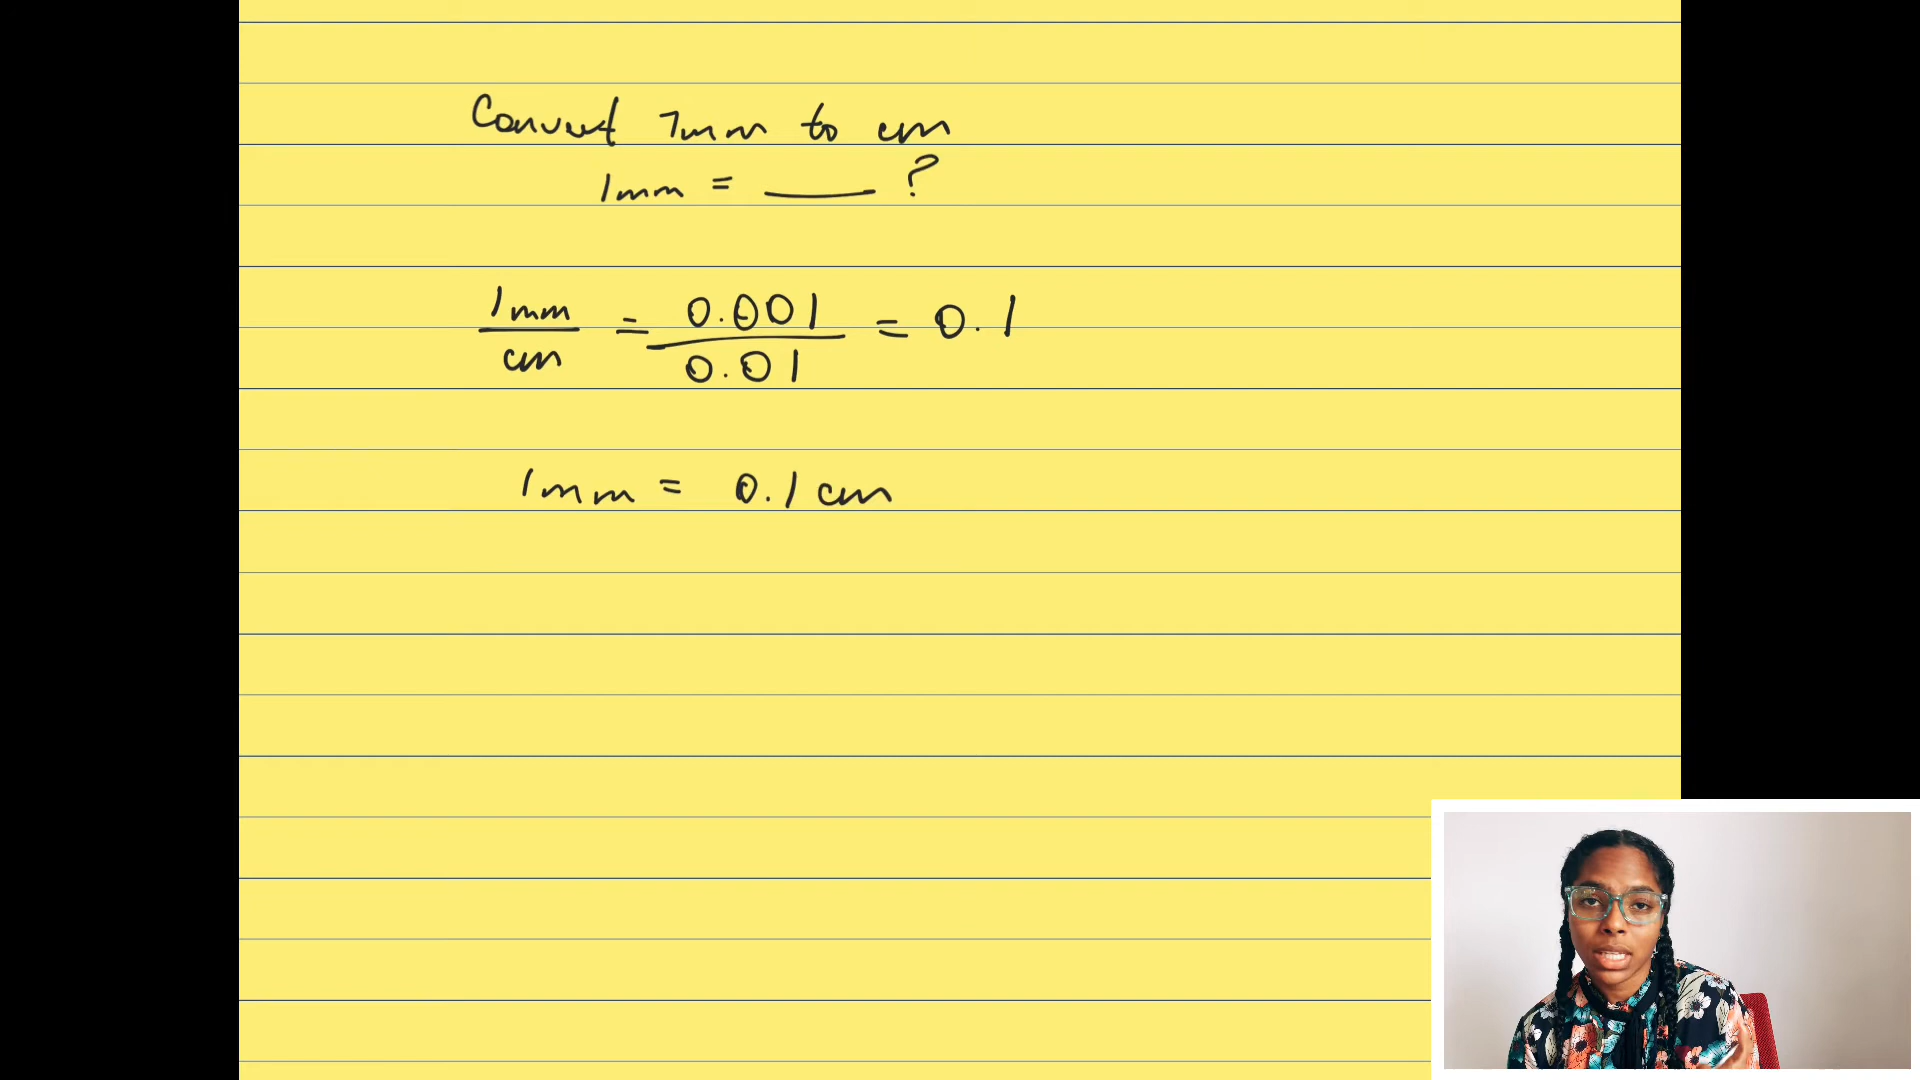 Convert 7mm to cm
1mm = ____ ?
1mm/cm = 0.001/0.01 = 0.1
1mm = 0.1 cm